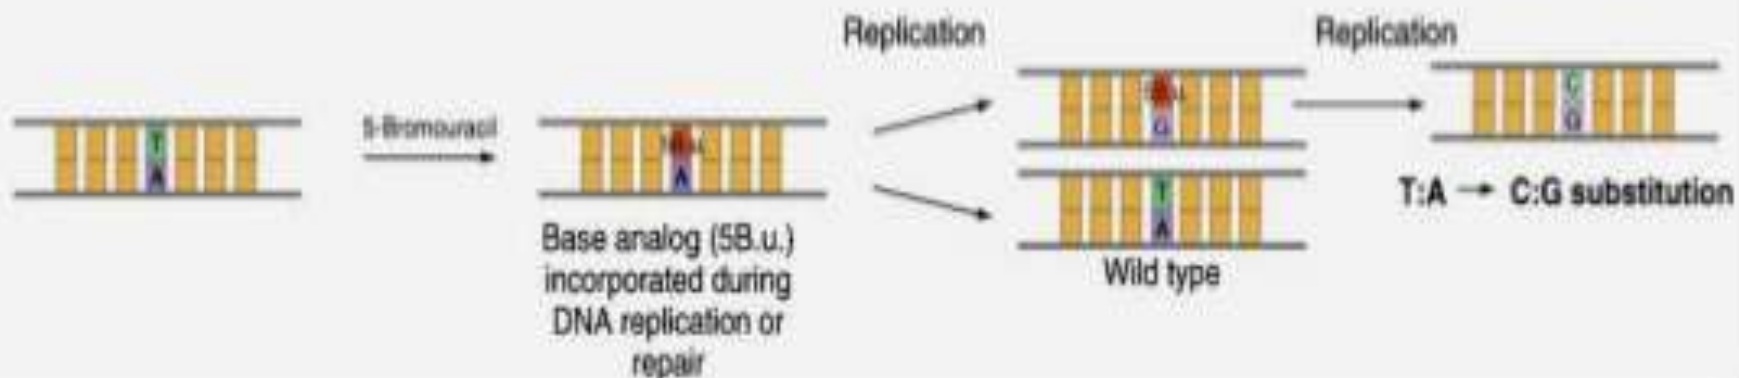 Replication
Replication
5-Bromouracil
T
A
A
G
T
A
C
G
Base analog (5B.u.)
incorporated during
DNA replication or
repair
Wild type
T:A → C:G substitution